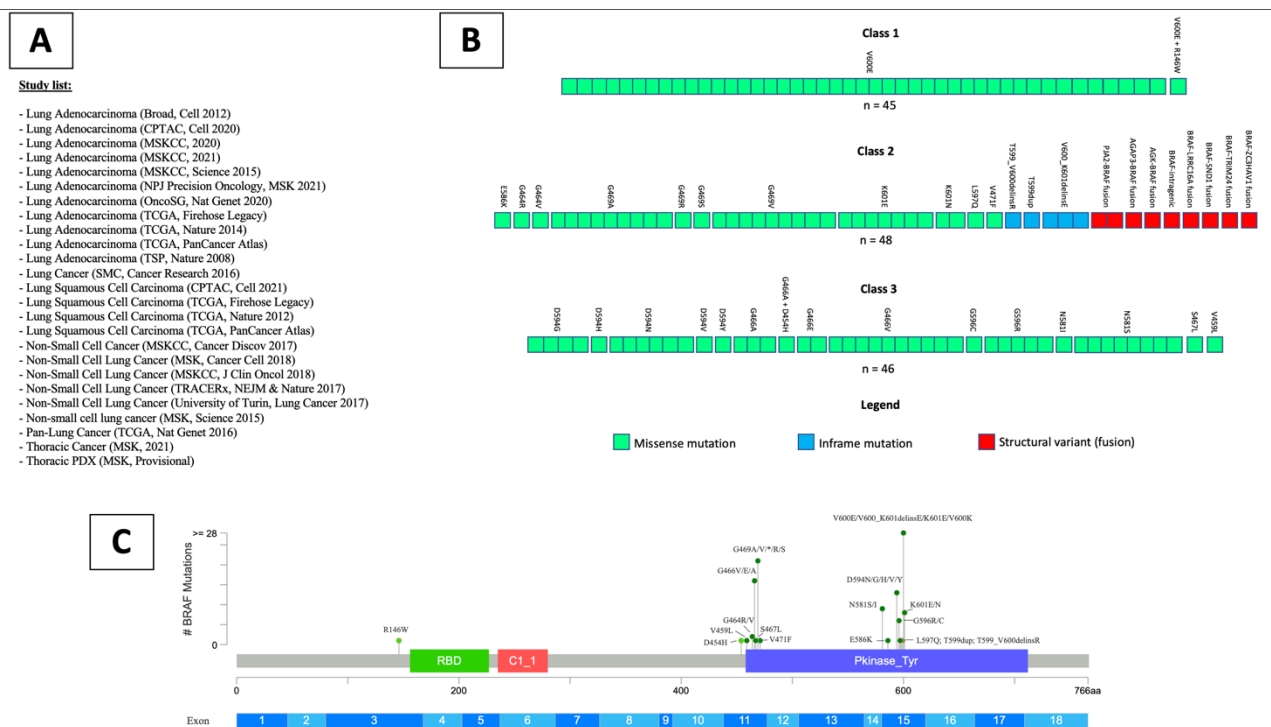 A
Study list:
- Lung Adenocarcinoma (Broad, Cell 2012)
- Lung Adenocarcinoma (CPTAC, Cell 2020)
- Lung Adenocarcinoma (MSKCC, 2020)
- Lung Adenocarcinoma (MSKCC, 2021)
- Lung Adenocarcinoma (MSKCC, Science 2015)
- Lung Adenocarcinoma (NPJ Precision Oncology, MSK 2021)
- Lung Adenocarcinoma (OncoSG, Nat Genet 2020)
- Lung Adenocarcinoma (TCGA, Firehose Legacy)
- Lung Adenocarcinoma (TCGA, Nature 2014)
- Lung Adenocarcinoma (TCGA, PanCancer Atlas)
- Lung Adenocarcinoma (TSP, Nature 2008)
- Lung Cancer (SMC, Cancer Research 2016)
- Lung Squamous Cell Carcinoma (CPTAC, Cell 2021)
- Lung Squamous Cell Carcinoma (TCGA, Firehose Legacy)
- Lung Squamous Cell Carcinoma (TCGA, Nature 2012)
- Lung Squamous Cell Carcinoma (TCGA, PanCancer Atlas)
- Non-Small Cell Cancer (MSKCC, Cancer Discov 2017)
- Non-Small Cell Lung Cancer (MSK, Cancer Cell 2018)
- Non-Small Cell Lung Cancer (MSKCC, J Clin Oncol 2018)
- Non-Small Cell Lung Cancer (TRACERx, NEJM & Nature 2017)
- Non-Small Cell Lung Cancer (University of Turin, Lung Cancer 2017)
- Non-small cell lung cancer (MSK, Science 2015)
- Pan-Lung Cancer (TCGA, Nat Genet 2016)
- Thoracic Cancer (MSK, 2021)
- Thoracic PDX (MSK, Provisional)
B
Class 1
V600E
V600E + R146W
n = 45
Class 2
E586K
G464R
G464V
G469A
G469R
G469S
G469V
K601E
K601N
L597Q
V471F
T599_V600delinsR
T599dup
V600_K601delinsE
PJA2-BRAF fusion
AGAP3-BRAF fusion
AGK-BRAF fusion
BRAF-intragenic
BRAF-LRRC16A fusion
BRAF-SND1 fusion
BRAF-TRIM24 fusion
BRAF-ZC3HAV1 fusion
n = 48
Class 3
D594G
D594H
D594N
D594V
D594Y
G466A
G466A + D454H
G466E
G466V
G596C
G596R
N581I
N581S
S467L
V459L
n = 46
Legend
Missense mutation
Inframe mutation
Structural variant (fusion)
C
# BRAF Mutations
>= 28
0
R146W
D454H
V459L
G464R/V
G466V/E/A
G469A/V/*/R/S
S467L
V471F
V600E/V600_K601delinsE/K601E/V600K
D594N/G/H/V/Y
N581S/I
K601E/N
G596R/C
E586K
L597Q; T599dup; T599_V600delinsR
RBD
C1_1
Pkinase_Tyr
0
200
400
600
766aa
Exon
1
2
3
4
5
6
7
8
9
10
11
12
13
14
15
16
17
18